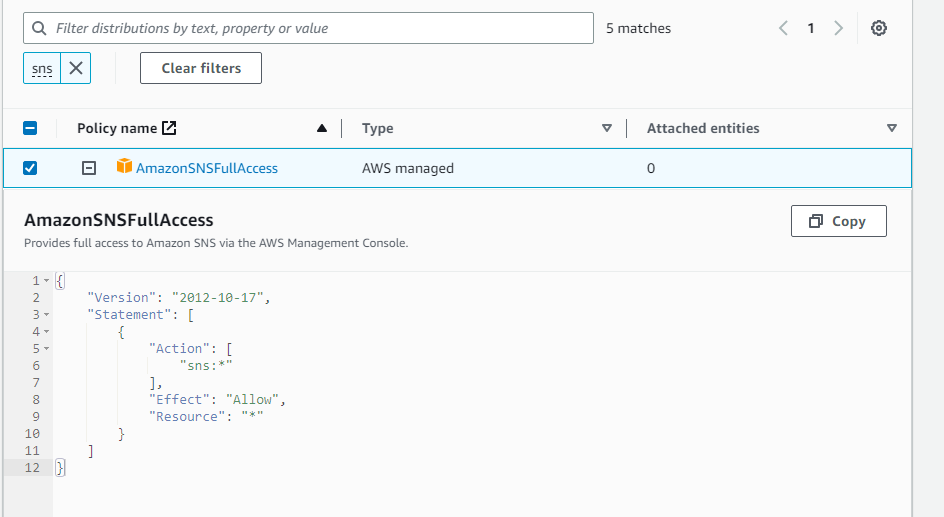 Filter distributions by text, property or value
5 matches
1
sns
Clear filters
Policy name
Type
Attached entities
AmazonSNSFullAccess
AWS managed
0
AmazonSNSFullAccess
Copy
Provides full access to Amazon SNS via the AWS Management Console.
1 {
2 "Version": "2012-10-17",
3 "Statement": [
4 {
5 "Action": [
6 "sns:*"
7 ],
8 "Effect": "Allow",
9 "Resource": "*"
10 }
11 ]
12 }